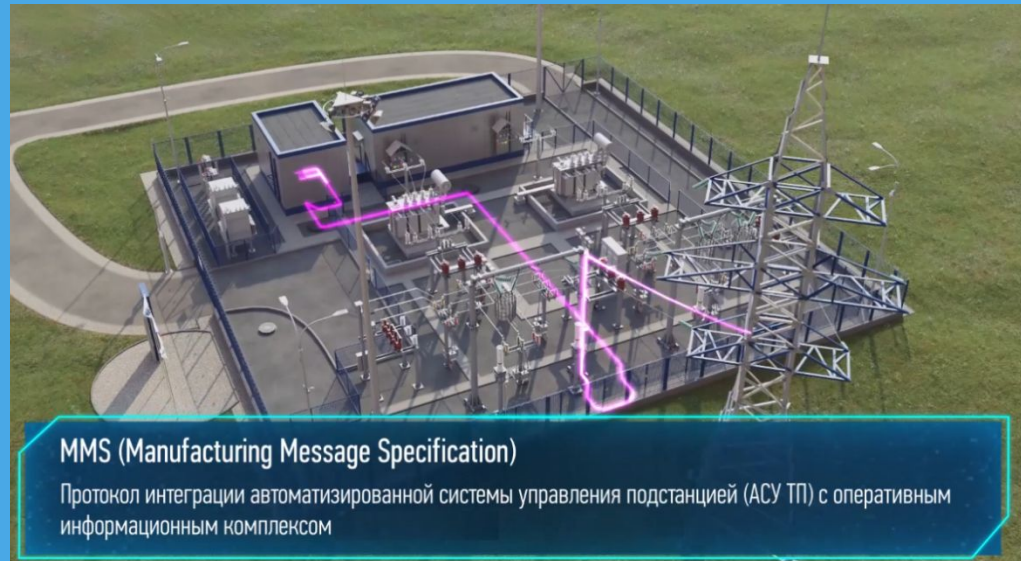 MMS (Manufacturing Message Specification)
Протокол интеграции автоматизированной системы управления подстанцией (АСУ ТП) с оперативным
информационным комплексом